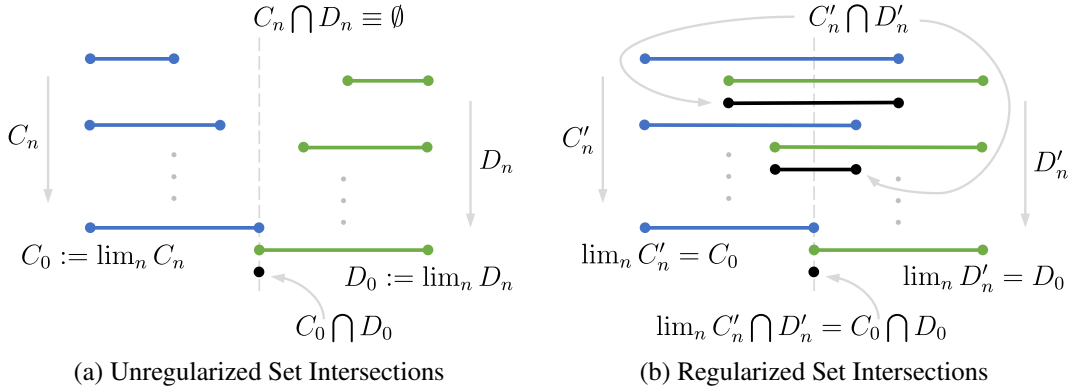 C_n ⋂ D_n ≡ ∅
C_n
D_n
C_0 := lim_n C_n
D_0 := lim_n D_n
C_0 ⋂ D_0
(a) Unregularized Set Intersections
C'_n ⋂ D'_n
C'_n
D'_n
lim_n C'_n = C_0
lim_n D'_n = D_0
lim_n C'_n ⋂ D'_n = C_0 ⋂ D_0
(b) Regularized Set Intersections